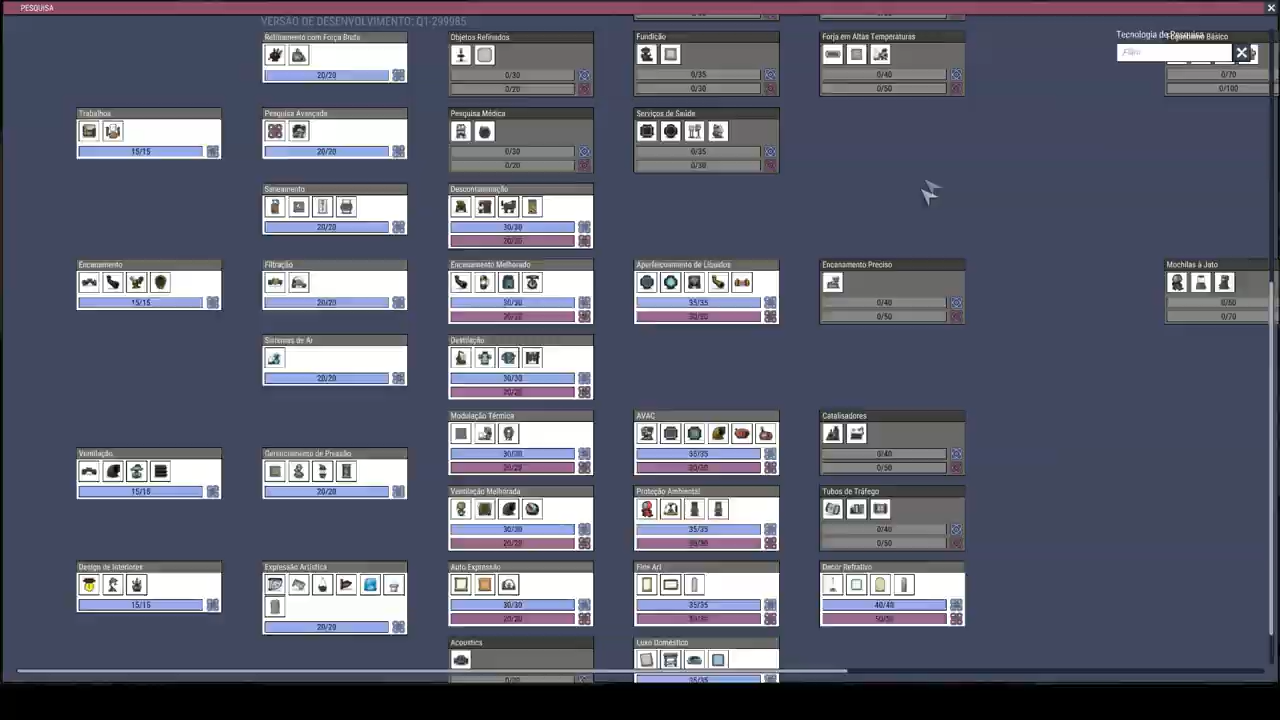 PESQUISA
VERSÃO DE DESENVOLVIMENTO: Q1-299985
Refinamento com Força Bruta
20/20
Objetos Refinados
0/30
0/20
Fundição
0/35
0/30
Forja em Altas Temperaturas
0/40
0/50
Tecnologia de Pesquisa
Filtro
Básico
0/70
0/100
Trabalhos
15/15
Pesquisa Avançada
20/20
Pesquisa Médica
0/30
0/20
Serviços de Saúde
0/35
0/30
Saneamento
20/20
Descontaminação
30/30
20/20
Encanamento
15/15
Filtração
20/20
Encanamento Melhorado
30/30
20/20
Aperfeiçoamento de Líquidos
35/35
30/30
Encanamento Preciso
0/40
0/50
Mochilas à Jato
0/60
0/70
Sistemas de Ar
20/20
Destilação
30/30
20/20
Modulação Térmica
30/30
20/20
AVAC
35/35
30/30
Catalisadores
0/40
0/50
Ventilação
15/15
Gerenciamento de Pressão
20/20
Ventilação Melhorada
30/30
20/20
Proteção Ambiental
35/35
30/30
Tubos de Tráfego
0/40
0/50
Design de Interiores
15/15
Expressão Artística
20/20
Auto Expressão
30/30
20/20
Fine Art
35/35
30/30
Decor Refrativo
40/40
50/50
Acoustics
0/30
Luxo Doméstico
35/35